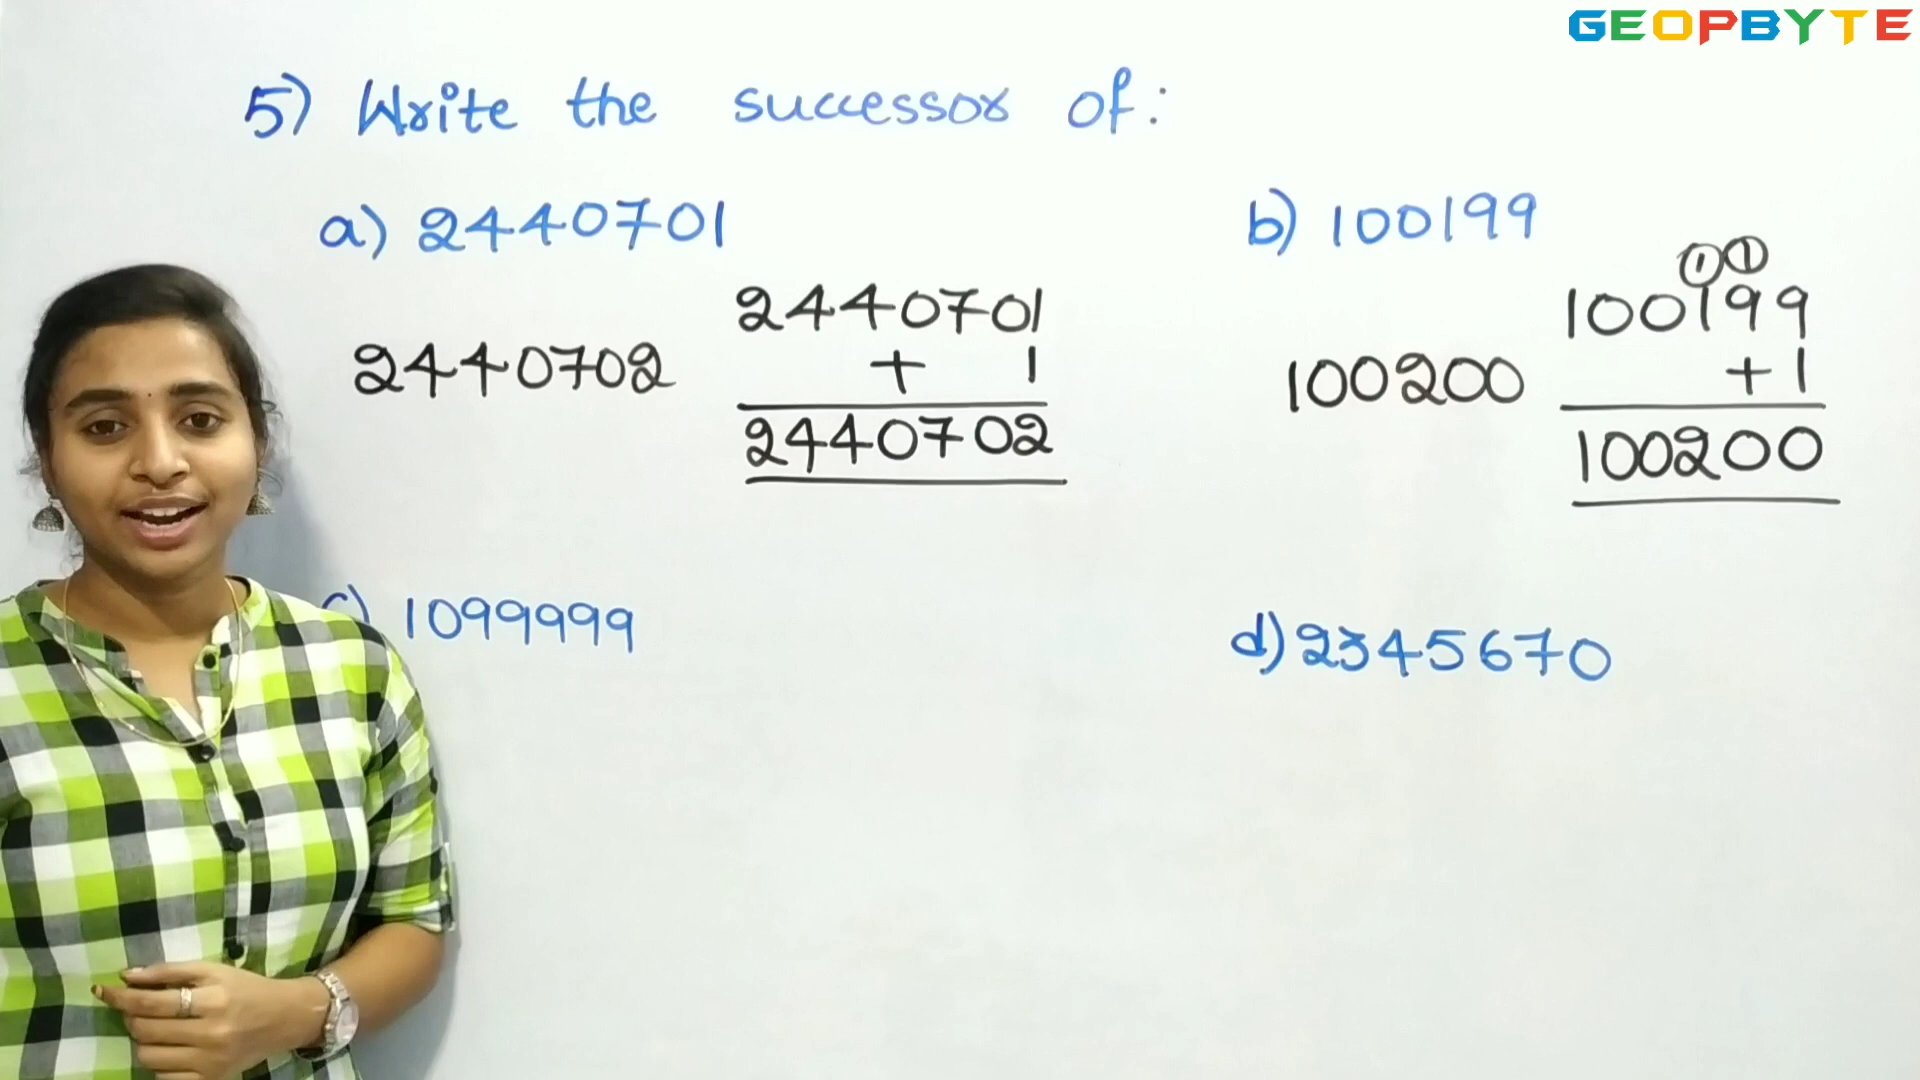 GEOPBYTE
5) Write the successor of:
a) 2440701
2440702
2440701
+ 1
2440702
b) 100199
100200
1 1
100199
+1
100200
c) 1099999
d) 2345670